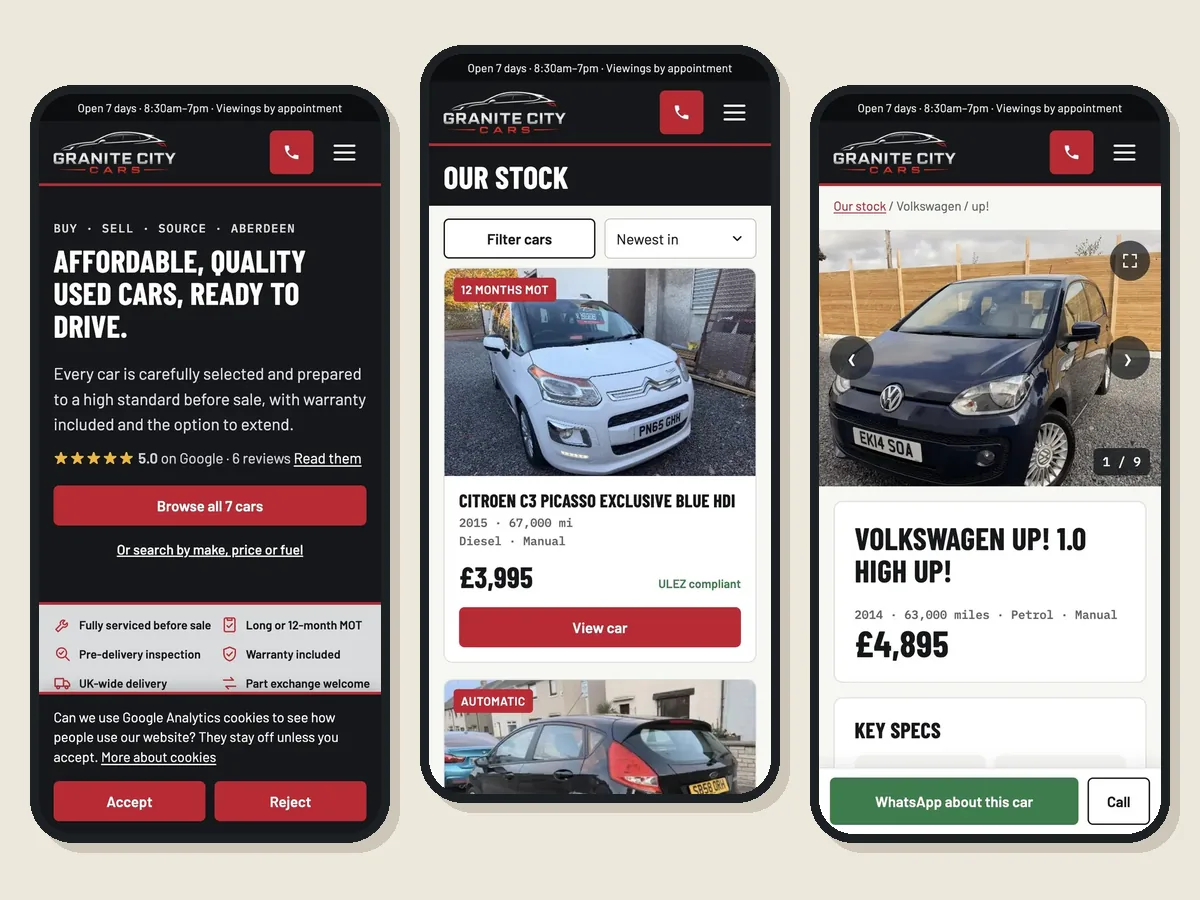 Open 7 days · 8:30am–7pm · Viewings by appointment
GRANITE CITY
CARS
BUY · SELL · SOURCE · ABERDEEN
AFFORDABLE, QUALITY
USED CARS, READY TO
DRIVE.
Every car is carefully selected and prepared
to a high standard before sale, with warranty
included and the option to extend.
5.0 on Google · 6 reviews Read them
Browse all 7 cars
Or search by make, price or fuel
Fully serviced before sale
Long or 12-month MOT
Pre-delivery inspection
Warranty included
UK-wide delivery
Part exchange welcome
Can we use Google Analytics cookies to see how
people use our website? They stay off unless you
accept. More about cookies
Accept
Reject
Open 7 days · 8:30am–7pm · Viewings by appointment
GRANITE CITY
CARS
OUR STOCK
Filter cars
Newest in
12 MONTHS MOT
PN65 GHH
CITROEN C3 PICASSO EXCLUSIVE BLUE HDI
2015 · 67,000 mi
Diesel · Manual
£3,995
ULEZ compliant
View car
AUTOMATIC
SP58 ORH
Open 7 days · 8:30am–7pm · Viewings by appointment
GRANITE CITY
CARS
Our stock / Volkswagen / up!
EK14 SOA
1 / 9
VOLKSWAGEN UP! 1.0
HIGH UP!
2014 · 63,000 miles · Petrol · Manual
£4,895
KEY SPECS
WhatsApp about this car
Call